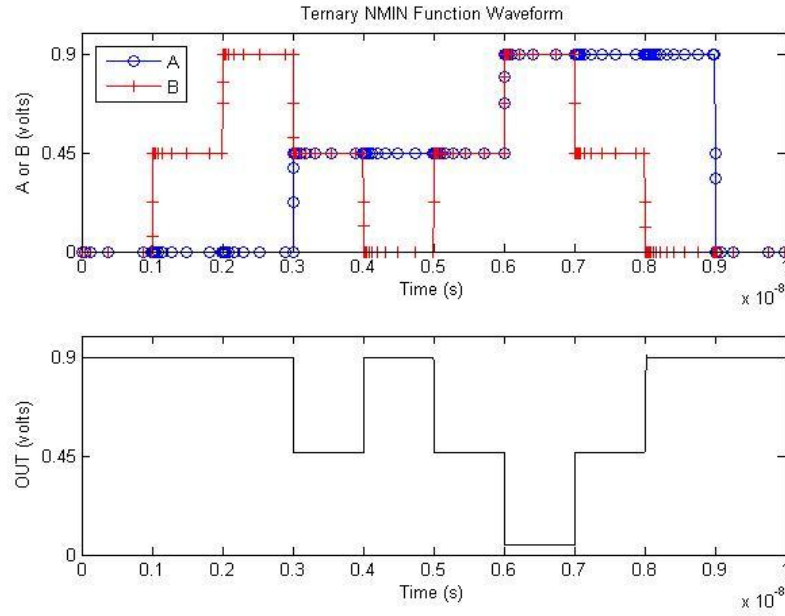 Ternary NMIN Function Waveform
A
B
A or B (volts)
0.9
0.45
0
0 0.1 0.2 0.3 0.4 0.5 0.6 0.7 0.8 0.9
Time (s)
x 10-8
OUT (volts)
0.9
0.45
0
0 0.1 0.2 0.3 0.4 0.5 0.6 0.7 0.8 0.9
Time (s)
x 10-8